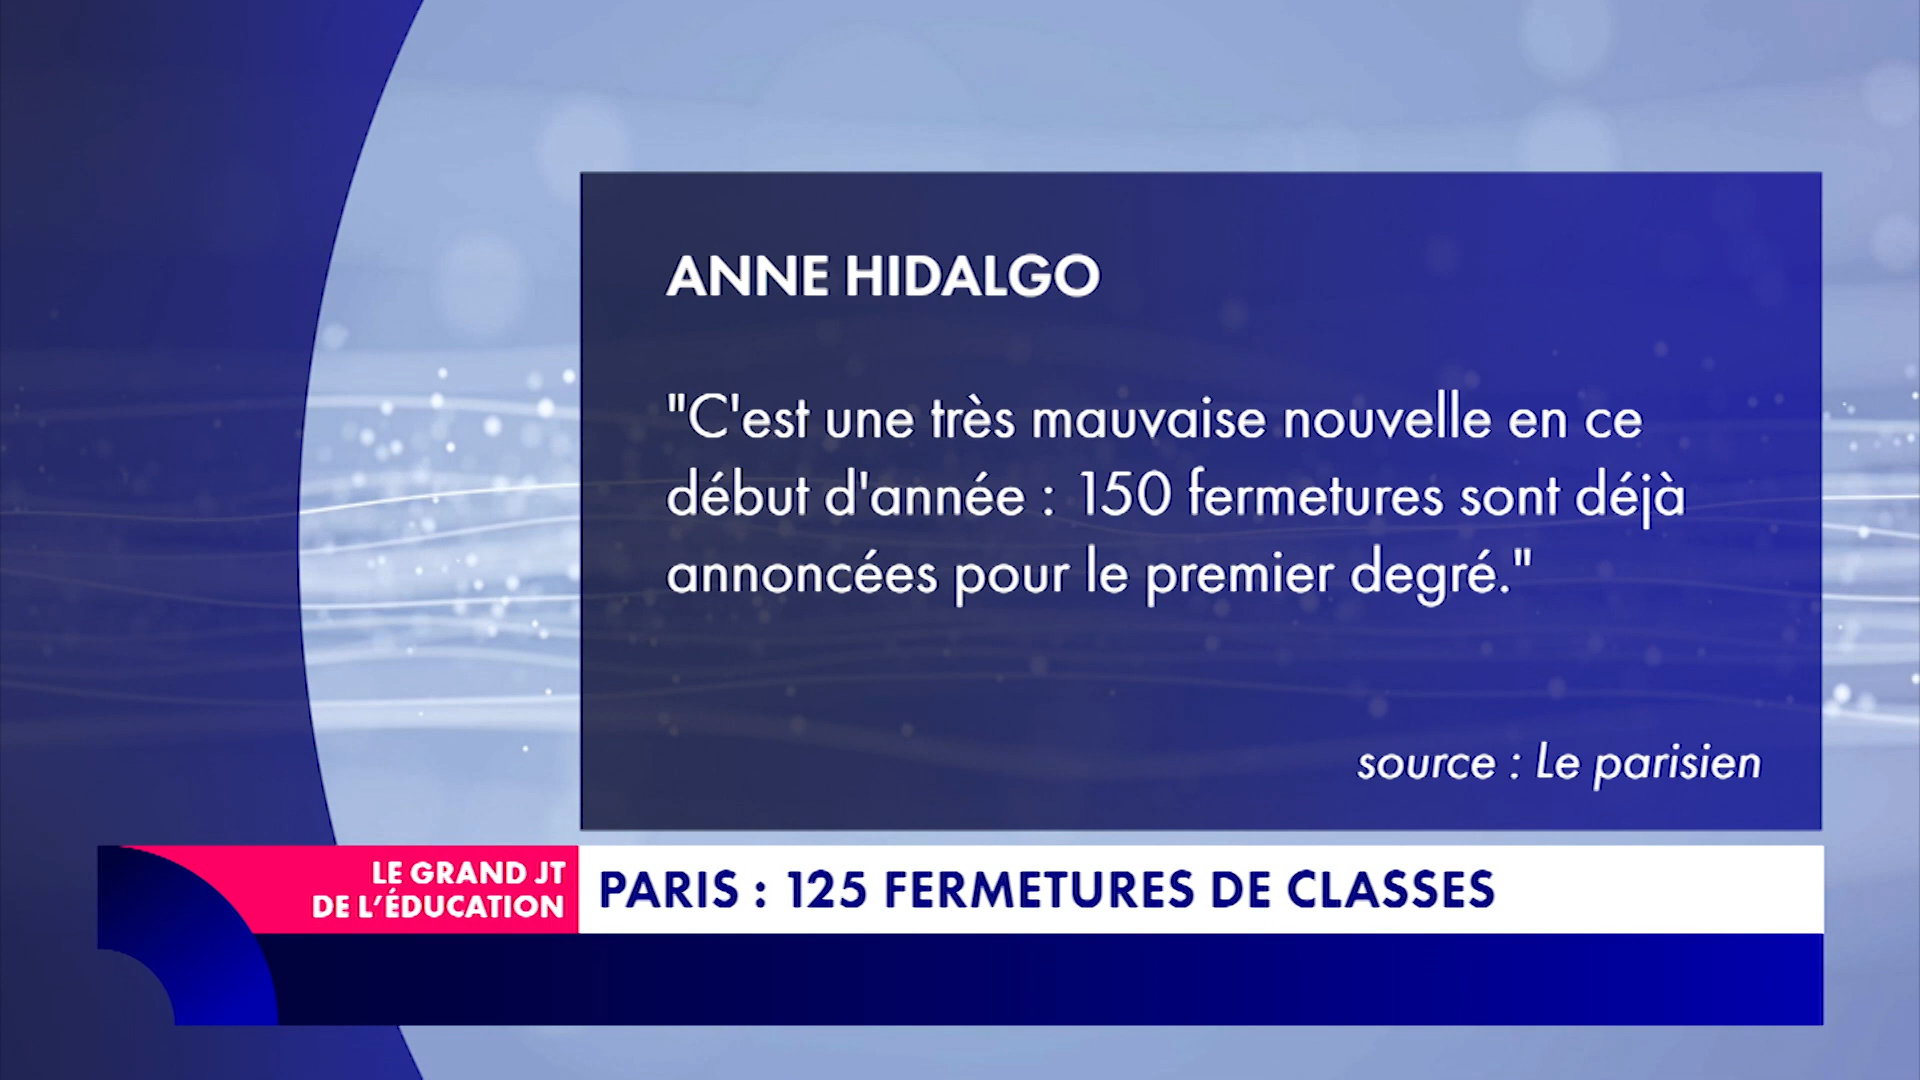 ANNE HIDALGO
"C'est une très mauvaise nouvelle en ce
début d'année : 150 fermetures sont déjà
annoncées pour le premier degré."
source : Le parisien
LE GRAND JT
DE L'ÉDUCATION
PARIS : 125 FERMETURES DE CLASSES